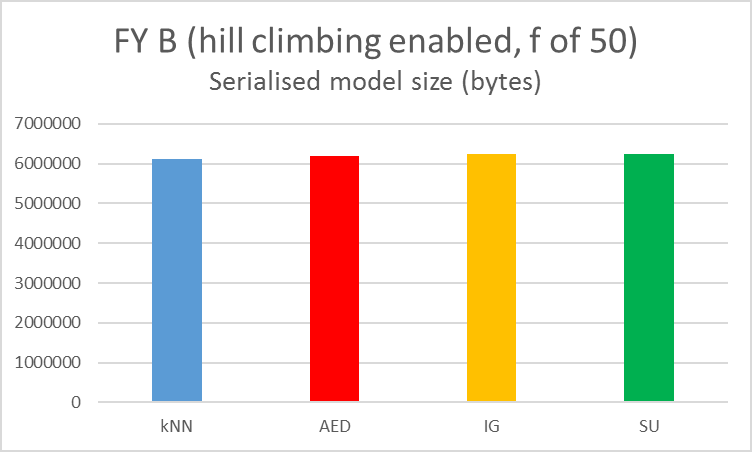 FY B (hill climbing enabled, f of 50)
Serialised model size (bytes)
7000000
6000000
5000000
4000000
3000000
2000000
1000000
0
kNN AED IG SU